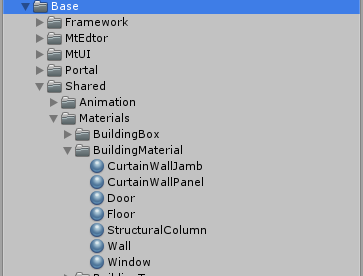 Base
Framework
MtEdtor
MtUI
Portal
Shared
Animation
Materials
BuildingBox
BuildingMaterial
CurtainWallJamb
CurtainWallPanel
Door
Floor
StructuralColumn
Wall
Window